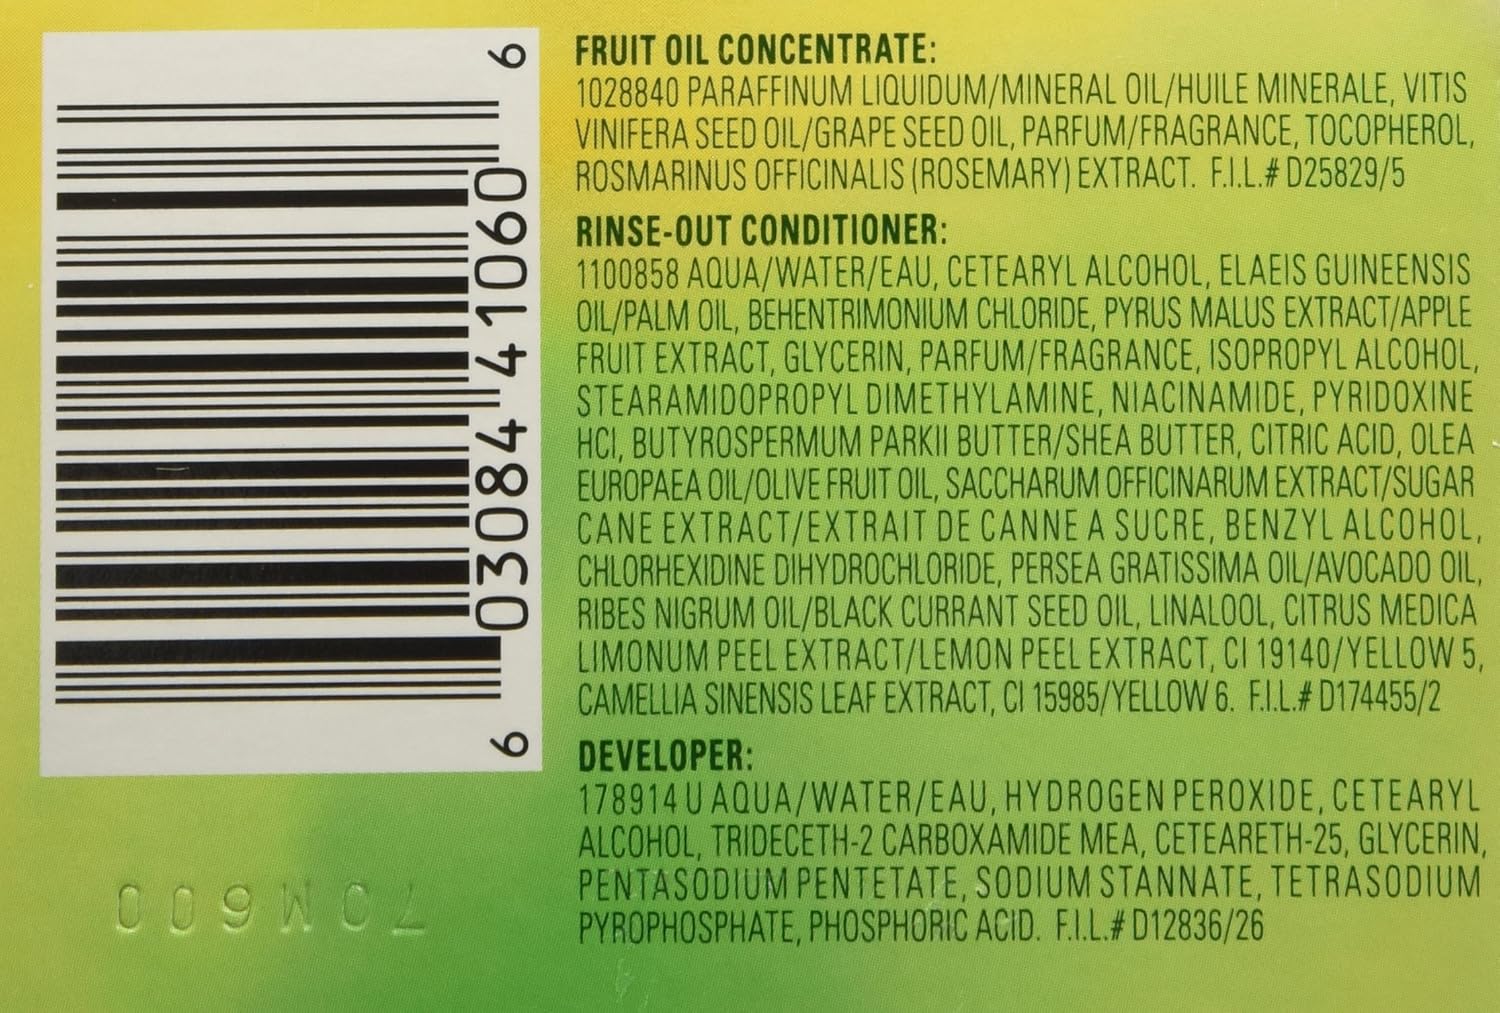 FRUIT OIL CONCENTRATE:
1028840 PARAFFINUM LIQUIDUM/MINERAL OIL/HUILE MINERALE, VITIS
VINIFERA SEED OIL/GRAPE SEED OIL, PARFUM/FRAGRANCE, TOCOPHEROL,
ROSMARINUS OFFICINALIS (ROSEMARY) EXTRACT. F.I.L.# D25829/5
RINSE-OUT CONDITIONER:
1100858 AQUA/WATER/EAU, CETEARYL ALCOHOL, ELAEIS GUINEENSIS
OIL/PALM OIL, BEHENTRIMONIUM CHLORIDE, PYRUS MALUS EXTRACT/APPLE
FRUIT EXTRACT, GLYCERIN, PARFUM/FRAGRANCE, ISOPROPYL ALCOHOL,
STEARAMIDOPROPYL DIMETHYLAMINE, NIACINAMIDE, PYRIDOXINE
HCl, BUTYROSPERMUM PARKII BUTTER/SHEA BUTTER, CITRIC ACID, OLEA
EUROPAEA OIL/OLIVE FRUIT OIL, SACCHARUM OFFICINARUM EXTRACT/SUGAR
CANE EXTRACT/EXTRAIT DE CANNE A SUCRE, BENZYL ALCOHOL,
CHLORHEXIDINE DIHYDROCHLORIDE, PERSEA GRATISSIMA OIL/AVOCADO OIL,
RIBES NIGRUM OIL/BLACK CURRANT SEED OIL, LINALOOL, CITRUS MEDICA
LIMONUM PEEL EXTRACT/LEMON PEEL EXTRACT, CI 19140/YELLOW 5,
CAMELLIA SINENSIS LEAF EXTRACT, CI 15985/YELLOW 6. F.I.L.# D174455/2
DEVELOPER:
178914 U AQUA/WATER/EAU, HYDROGEN PEROXIDE, CETEARYL
ALCOHOL, TRIDECETH-2 CARBOXAMIDE MEA, CETEARETH-25, GLYCERIN,
PENTASODIUM PENTETATE, SODIUM STANNATE, TETRASODIUM
PYROPHOSPHATE, PHOSPHORIC ACID. F.I.L.# D12836/26
6 03084 41060 6